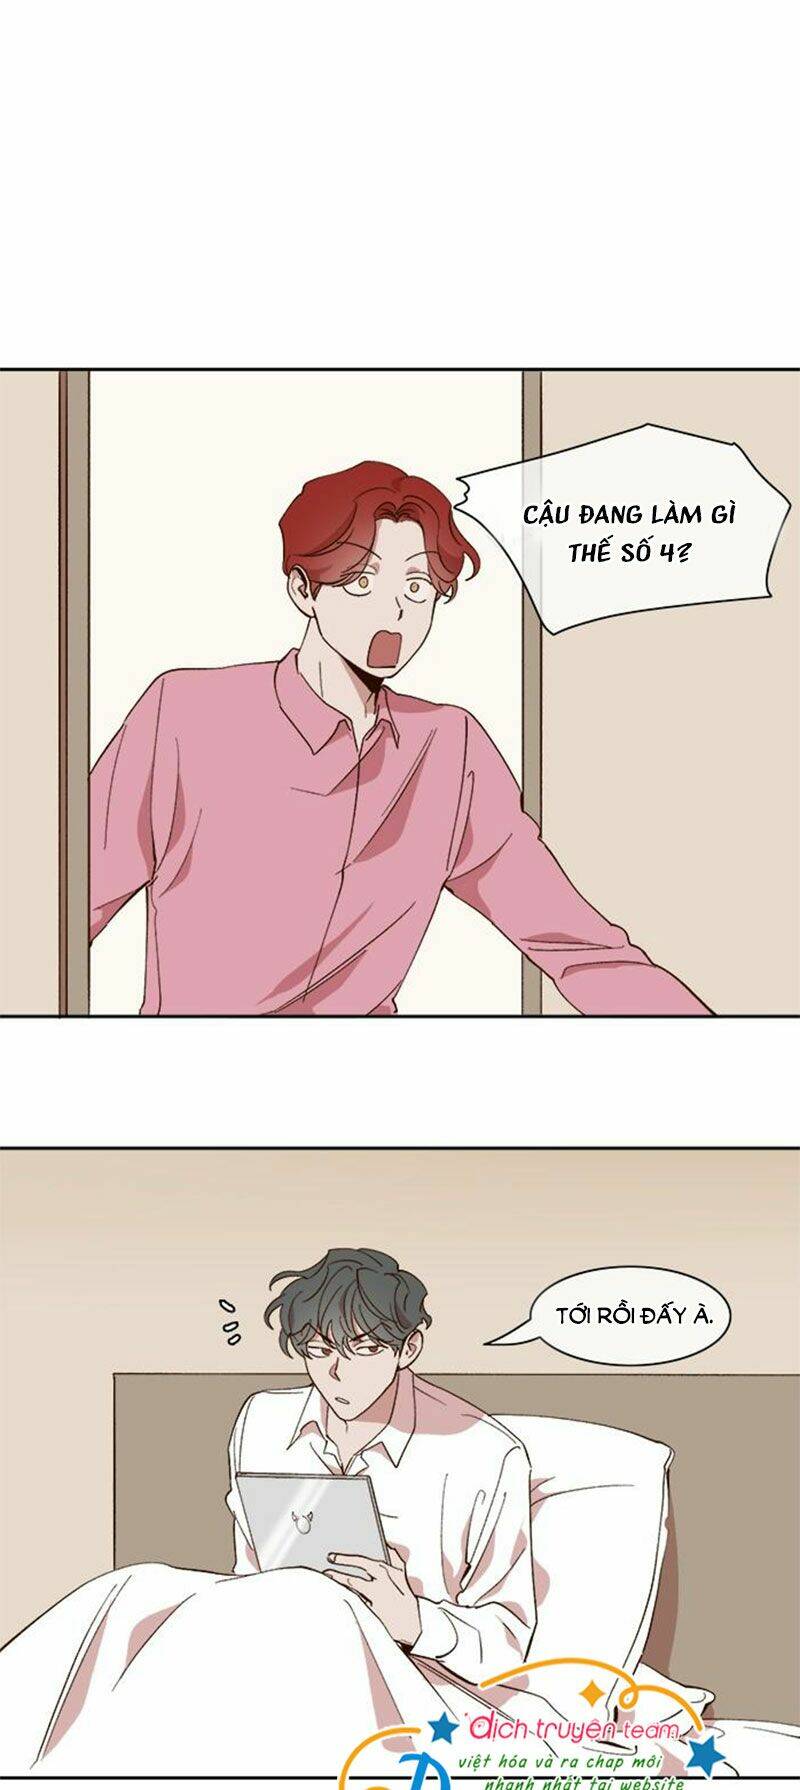 CẬU ĐANG LÀM GÌ
THẾ SỐ 4?
TỚI RỒI ĐẤY À.
dịch truyện team
việt hóa và ra chap mới
nhanh nhất tại website